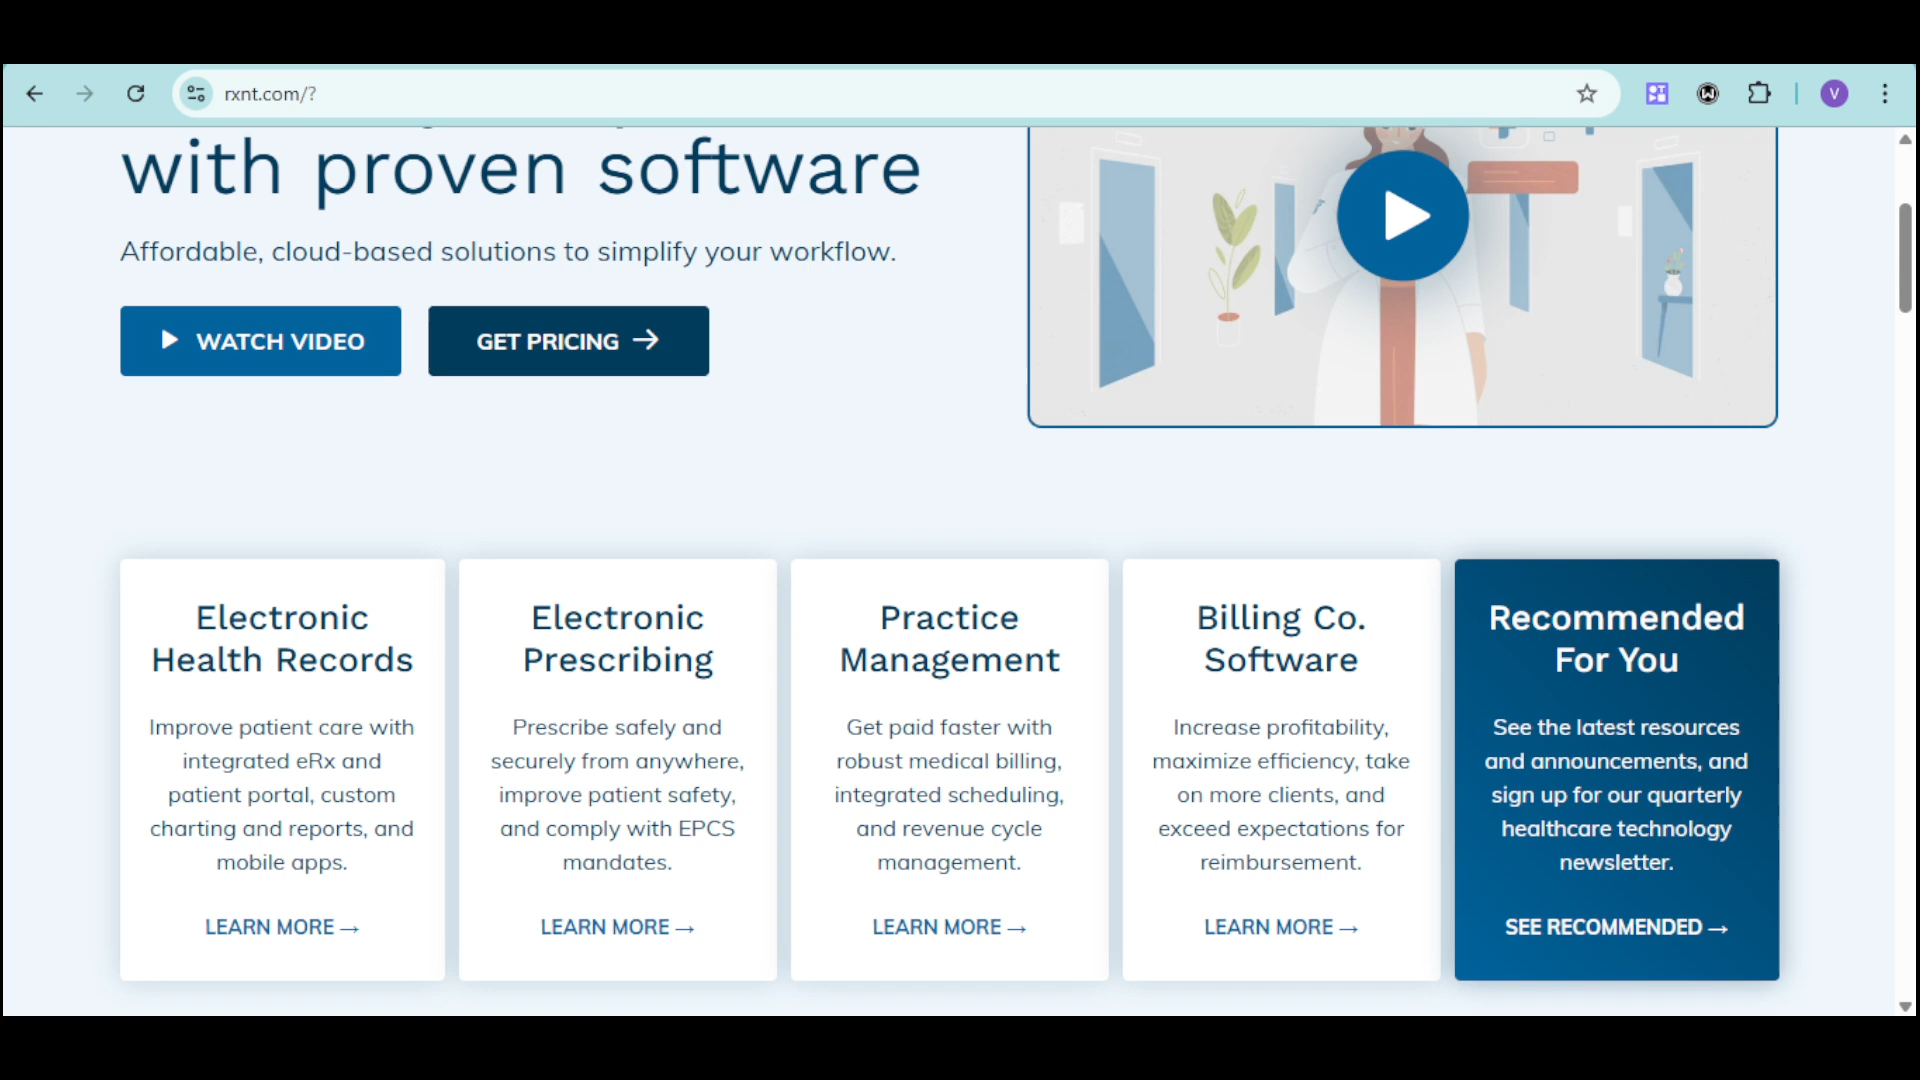 rxnt.com/?
V
with proven software
Affordable, cloud-based solutions to simplify your workflow.
WATCH VIDEO
GET PRICING →
Electronic
Health Records
Improve patient care with
integrated eRx and
patient portal, custom
charting and reports, and
mobile apps.
LEARN MORE →
Electronic
Prescribing
Prescribe safely and
securely from anywhere,
improve patient safety,
and comply with EPCS
mandates.
LEARN MORE →
Practice
Management
Get paid faster with
robust medical billing,
integrated scheduling,
and revenue cycle
management.
LEARN MORE →
Billing Co.
Software
Increase profitability,
maximize efficiency, take
on more clients, and
exceed expectations for
reimbursement.
LEARN MORE →
Recommended
For You
See the latest resources
and announcements, and
sign up for our quarterly
healthcare technology
newsletter.
SEE RECOMMENDED →